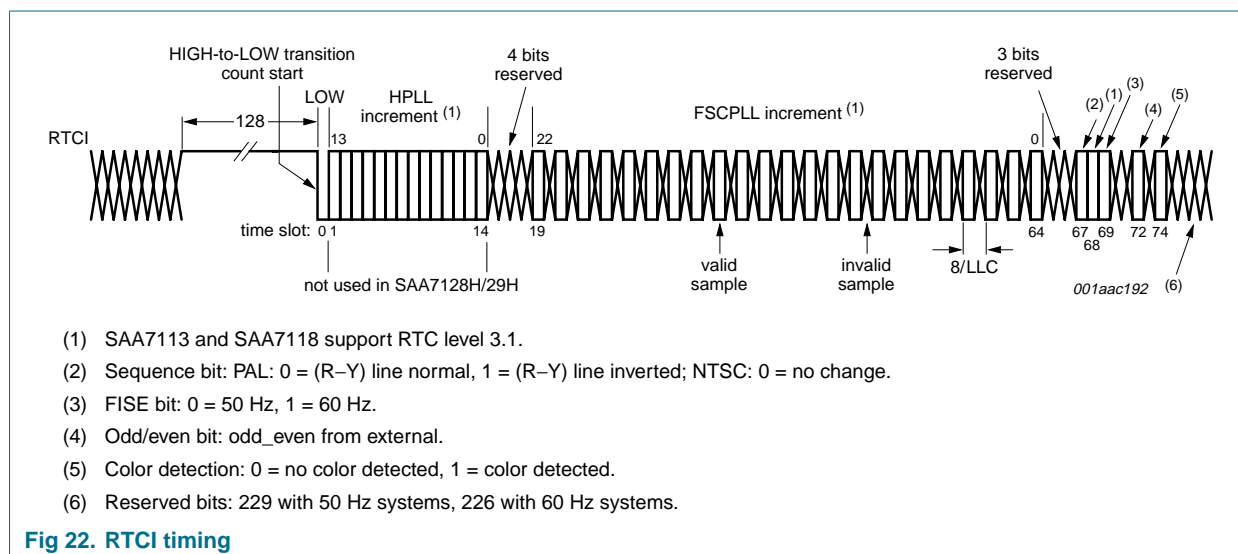 HIGH-to-LOW transition
count start
4 bits
reserved
3 bits
reserved
(3)
(1)
(2)
(5)
(4)
LOW
HPLL
increment (1)
FSCPLL increment (1)
128
13
0
22
0
RTCI
time slot:
0 1
14
19
64
67
68
69
72
74
not used in SAA7128H/29H
valid
sample
invalid
sample
8/LLC
001aac192
(6)
(1) SAA7113 and SAA7118 support RTC level 3.1.
(2) Sequence bit: PAL: 0 = (R−Y) line normal, 1 = (R−Y) line inverted; NTSC: 0 = no change.
(3) FISE bit: 0 = 50 Hz, 1 = 60 Hz.
(4) Odd/even bit: odd_even from external.
(5) Color detection: 0 = no color detected, 1 = color detected.
(6) Reserved bits: 229 with 50 Hz systems, 226 with 60 Hz systems.
Fig 22. RTCI timing